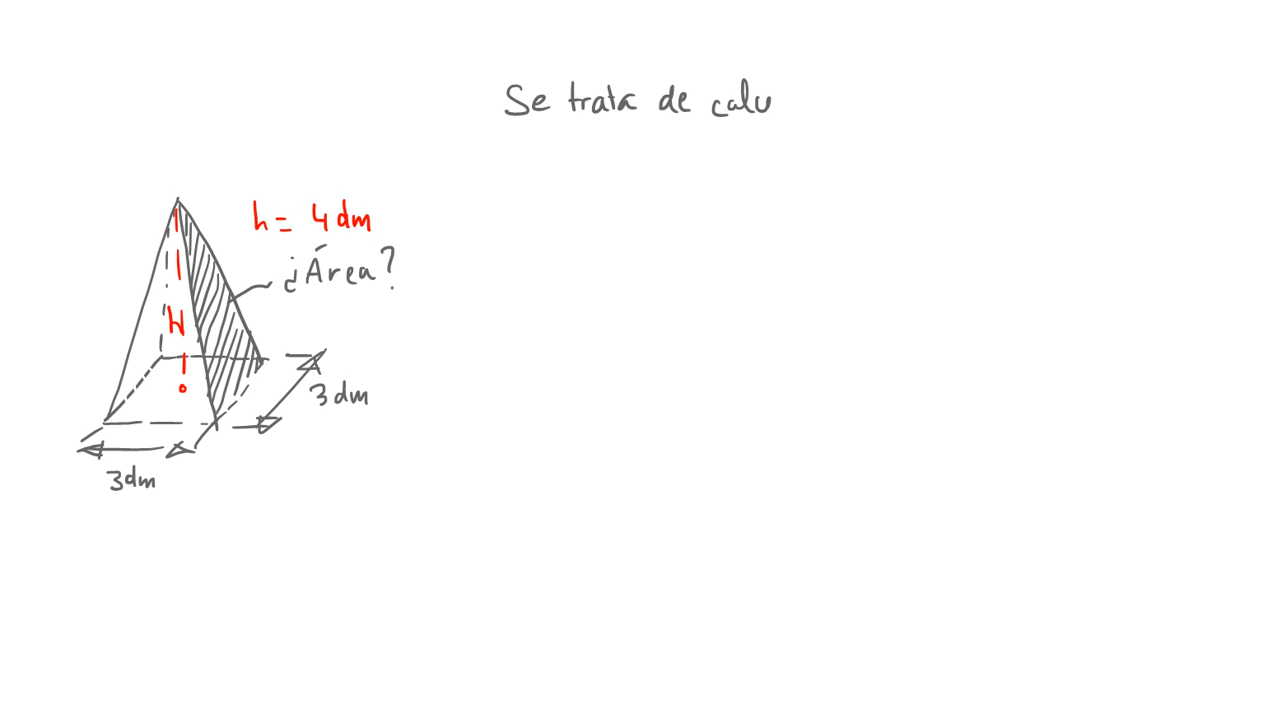 Se trata de calu
h = 4 dm
¿Área?
h
3 dm
3dm